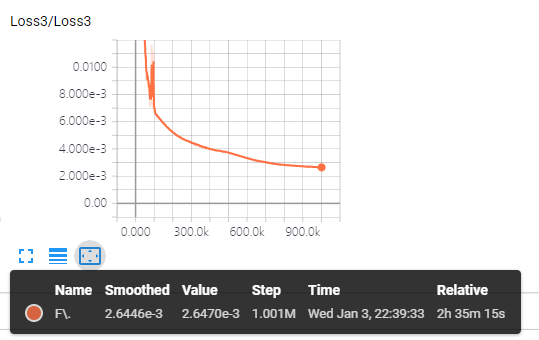 Loss3/Loss3
0.0100
8.000e-3
6.000e-3
4.000e-3
2.000e-3
0.00
0.000 300.0k 600.0k 900.0k
Name Smoothed Value Step Time Relative
F\. 2.6446e-3 2.6470e-3 1.001M Wed Jan 3, 22:39:33 2h 35m 15s